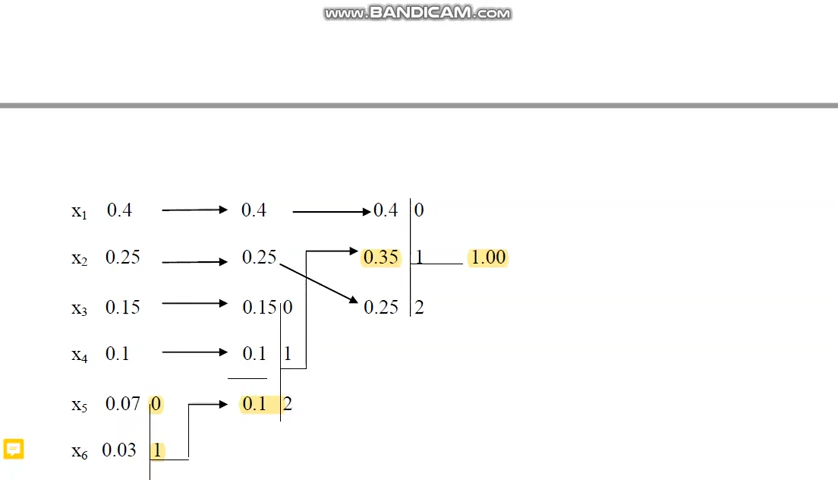 www.BANDICAM.com
x₁ 0.4 0.4 0.4 0
x₂ 0.25 0.25 0.35 1 1.00
x₃ 0.15 0.15 0 0.25 2
x₄ 0.1 0.1 1
x₅ 0.07 0 0.1 2
x₆ 0.03 1